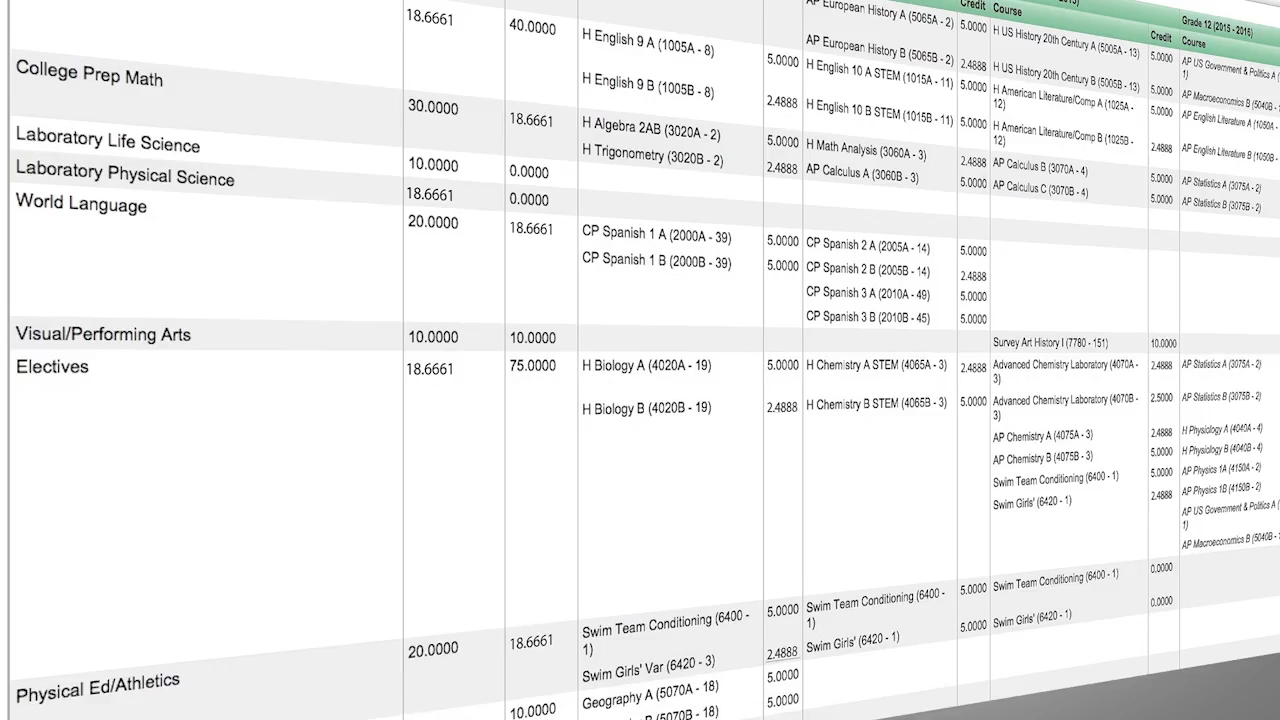 Credit Course
Grade 12 (2015 - 2016)
Credit Course
18.6661 40.0000 H English 9 A (1005A - 8) 5.0000
H English 9 B (1005B - 8) 2.4888
AP European History A (5065A - 2) 5.0000
AP European History B (5065B - 2) 2.4888
H English 10 A STEM (1015A - 11) 5.0000
H English 10 B STEM (1015B - 11) 5.0000
H US History 20th Century A (5005A - 13) 5.0000
H US History 20th Century B (5005B - 13) 5.0000
H American Literature/Comp A (1025A -
12) 5.0000
H American Literature/Comp B (1025B -
12) 2.4888
AP US Government & Politics A (
1)
AP Macroeconomics B (5040B -
AP English Literature A (1050A -
AP English Literature B (1050B -
College Prep Math 30.0000 18.6661
H Algebra 2AB (3020A - 2) 5.0000
H Trigonometry (3020B - 2) 2.4888
H Math Analysis (3060A - 3) 2.4888
AP Calculus A (3060B - 3) 5.0000
AP Calculus B (3070A - 4) 5.0000
AP Calculus C (3070B - 4) 5.0000
AP Statistics A (3075A - 2)
AP Statistics B (3075B - 2)
Laboratory Life Science 10.0000 0.0000
Laboratory Physical Science 18.6661 0.0000
World Language 20.0000 18.6661
CP Spanish 1 A (2000A - 39) 5.0000
CP Spanish 1 B (2000B - 39) 5.0000
CP Spanish 2 A (2005A - 14) 5.0000
CP Spanish 2 B (2005B - 14) 2.4888
CP Spanish 3 A (2010A - 49) 5.0000
CP Spanish 3 B (2010B - 45) 5.0000
Visual/Performing Arts 10.0000 10.0000 Survey Art History I (7780 - 151) 10.0000
Electives 18.6661 75.0000
H Biology A (4020A - 19) 5.0000
H Biology B (4020B - 19) 2.4888
H Chemistry A STEM (4065A - 3) 2.4888
H Chemistry B STEM (4065B - 3) 5.0000
Advanced Chemistry Laboratory (4070A -
3) 2.4888
Advanced Chemistry Laboratory (4070B -
3) 2.5000
AP Chemistry A (4075A - 3) 2.4888
AP Chemistry B (4075B - 3) 5.0000
Swim Team Conditioning (6400 - 1) 5.0000
Swim Girls' (6420 - 1) 2.4888
AP Statistics A (3075A - 2)
AP Statistics B (3075B - 2)
H Physiology A (4040A - 4)
H Physiology B (4040B - 4)
AP Physics 1A (4150A - 2)
AP Physics 1B (4150B - 2)
AP US Government & Politics A (
1)
AP Macroeconomics B (5040B -
Physical Ed/Athletics 20.0000 18.6661
Swim Team Conditioning (6400 -
1) 5.0000
Swim Girls' Var (6420 - 3) 2.4888
Swim Team Conditioning (6400 -
1) 5.0000
Swim Girls' (6420 - 1) 5.0000
Swim Team Conditioning (6400 - 1) 0.0000
Swim Girls' (6420 - 1) 0.0000
10.0000 Geography A (5070A - 18) 5.0000
B (5070B - 18) 5.0000